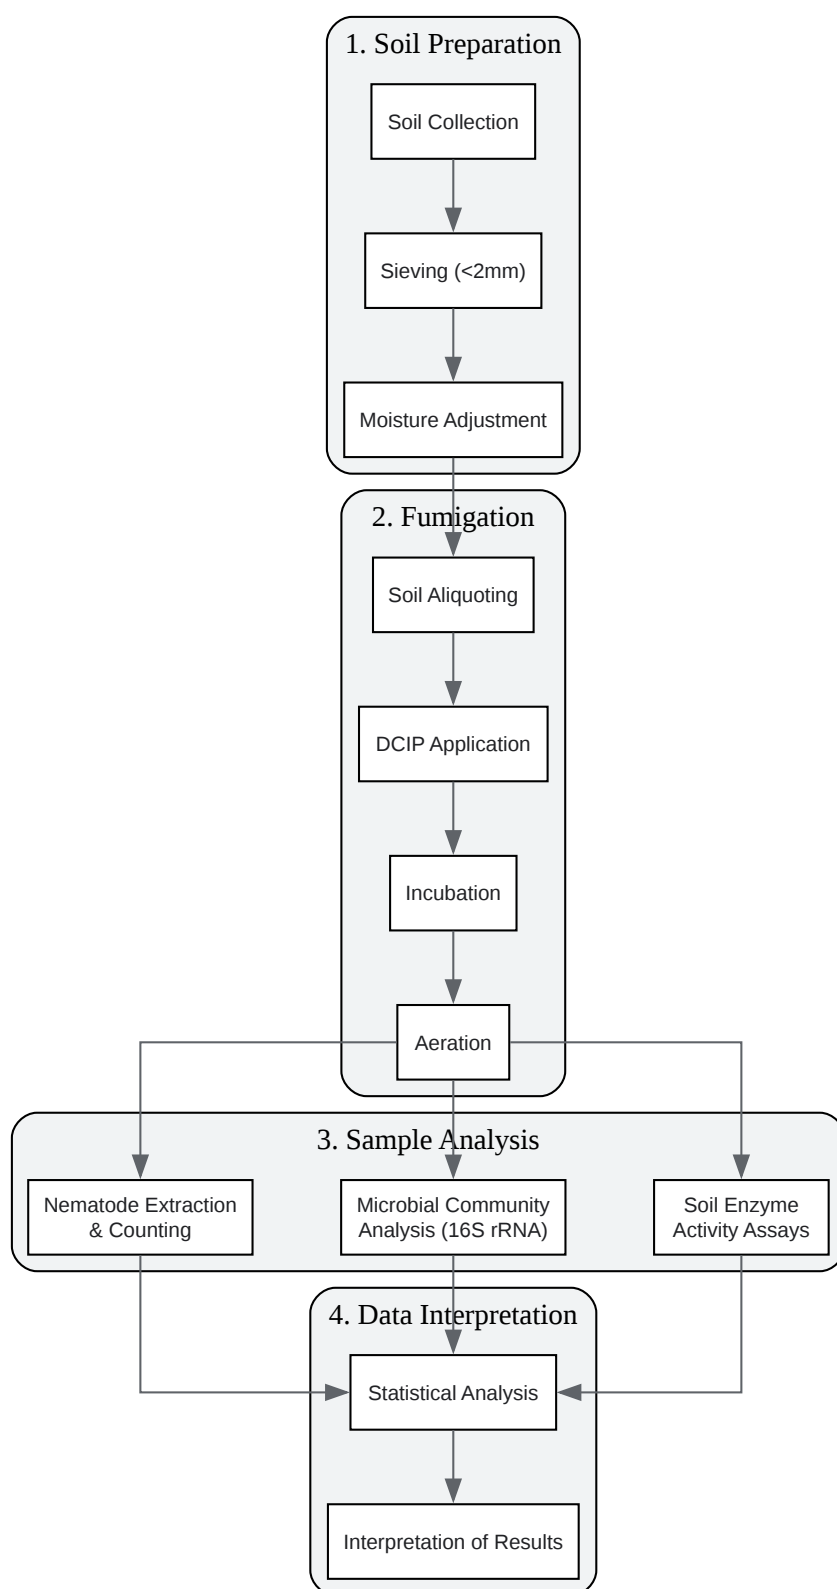 1. Soil Preparation
Soil Collection
Sieving (<2mm)
Moisture Adjustment
2. Fumigation
Soil Aliquoting
DCIP Application
Incubation
Aeration
3. Sample Analysis
Nematode Extraction
& Counting
Microbial Community
Analysis (16S rRNA)
Soil Enzyme
Activity Assays
4. Data Interpretation
Statistical Analysis
Interpretation of Results